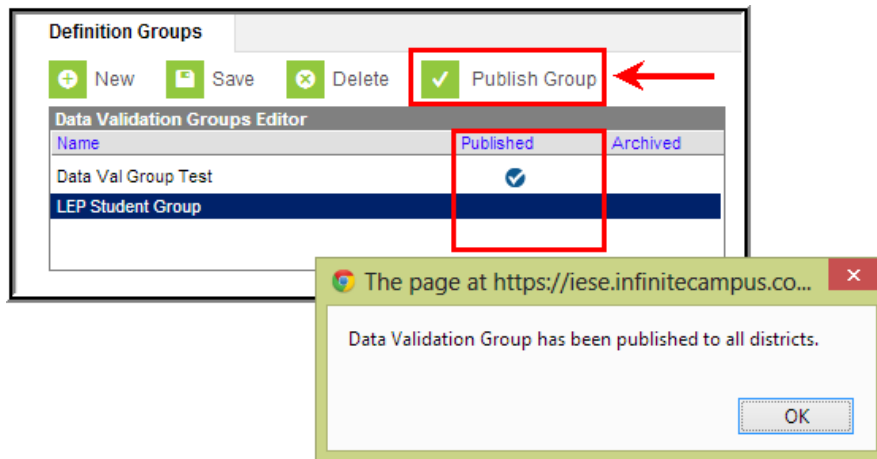 Definition Groups
New Save Delete Publish Group
Data Validation Groups Editor
Name Published Archived
Data Val Group Test
LEP Student Group
The page at https://iese.infinitecampus.co...
Data Validation Group has been published to all districts.
OK